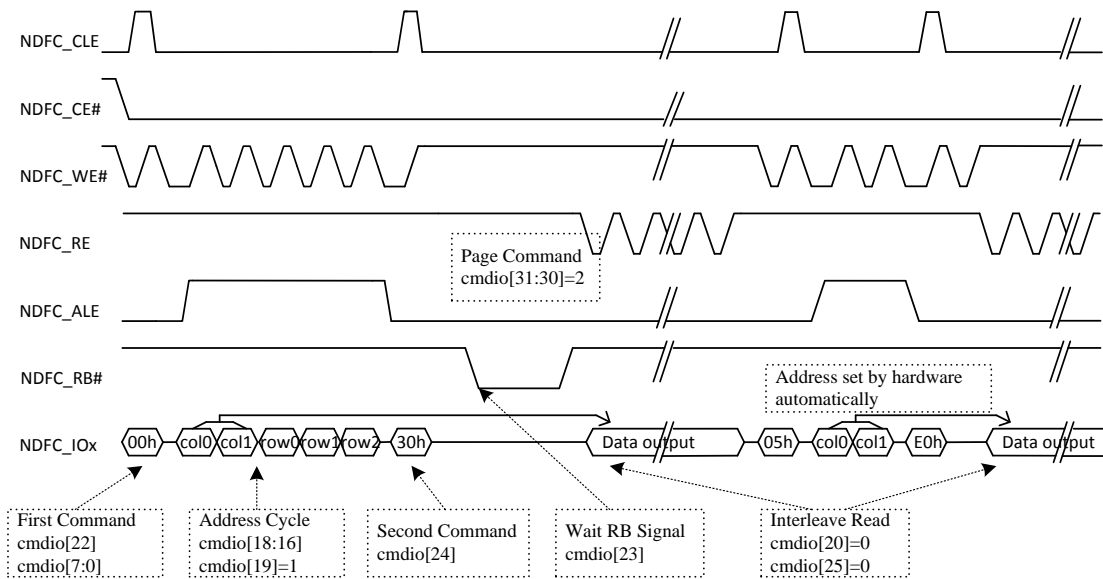 NDFC_CLE
NDFC_CE#
NDFC_WE#
NDFC_RE
Page Command
cmdio[31:30]=2
NDFC_ALE
NDFC_RB#
Address set by hardware
automatically
NDFC_IOx
00h
col0
col1
row0
row1
row2
30h
Data output
05h
col0
col1
E0h
Data output
First Command
cmdio[22]
cmdio[7:0]
Address Cycle
cmdio[18:16]
cmdio[19]=1
Second Command
cmdio[24]
Wait RB Signal
cmdio[23]
Interleave Read
cmdio[20]=0
cmdio[25]=0